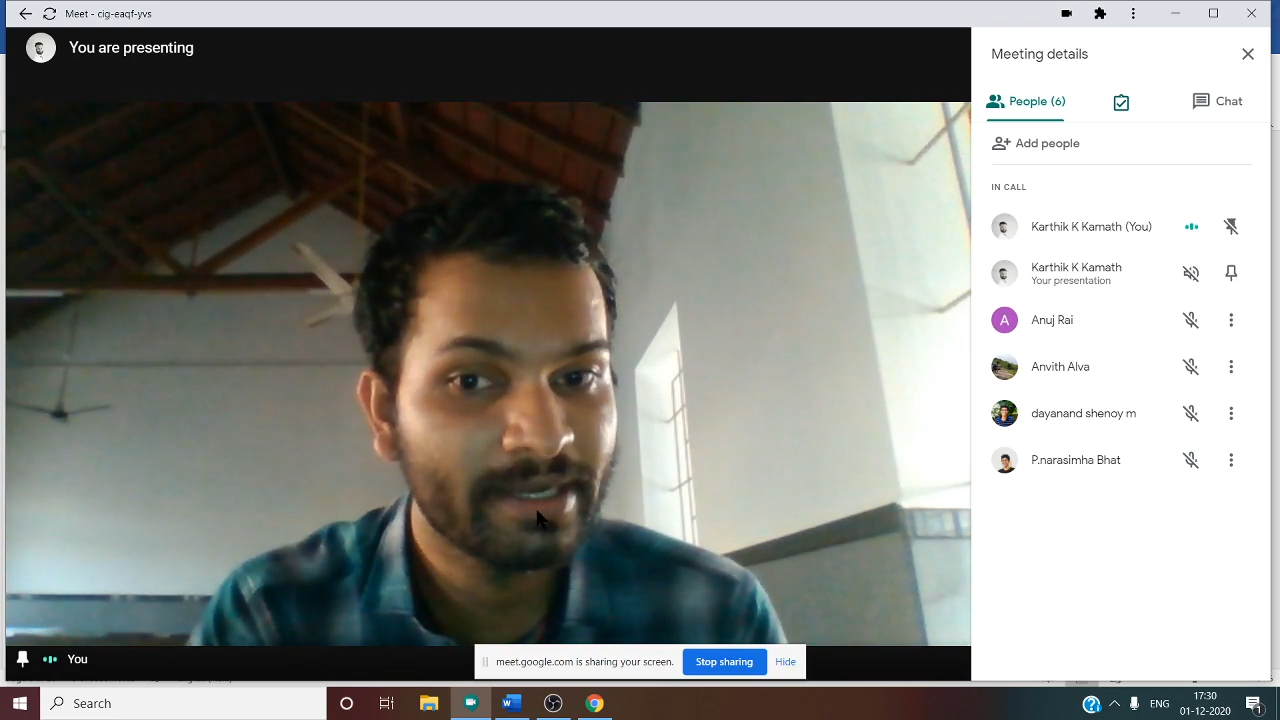 Meet - cig-eaqf-yvs
You are presenting
Meeting details
People (6)
Chat
Add people
IN CALL
Karthik K Kamath (You)
Karthik K Kamath
Your presentation
A
Anuj Rai
Anvith Alva
dayanand shenoy m
P.narasimha Bhat
You
meet.google.com is sharing your screen.
Stop sharing
Hide
Search
ENG
17:30
01-12-2020